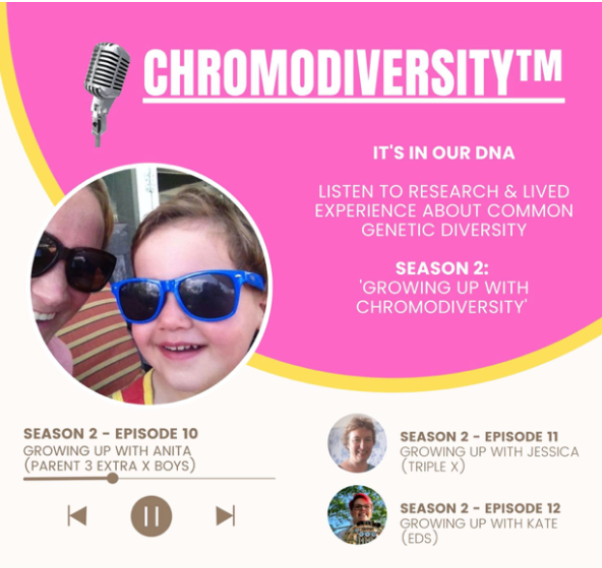 CHROMODIVERSITY™
IT'S IN OUR DNA
LISTEN TO RESEARCH & LIVED
EXPERIENCE ABOUT COMMON
GENETIC DIVERSITY
SEASON 2:
'GROWING UP WITH
CHROMODIVERSITY'
SEASON 2 - EPISODE 10
GROWING UP WITH ANITA
(PARENT 3 EXTRA X BOYS)
SEASON 2 - EPISODE 11
GROWING UP WITH JESSICA
(TRIPLE X)
SEASON 2 - EPISODE 12
GROWING UP WITH KATE
(EDS)